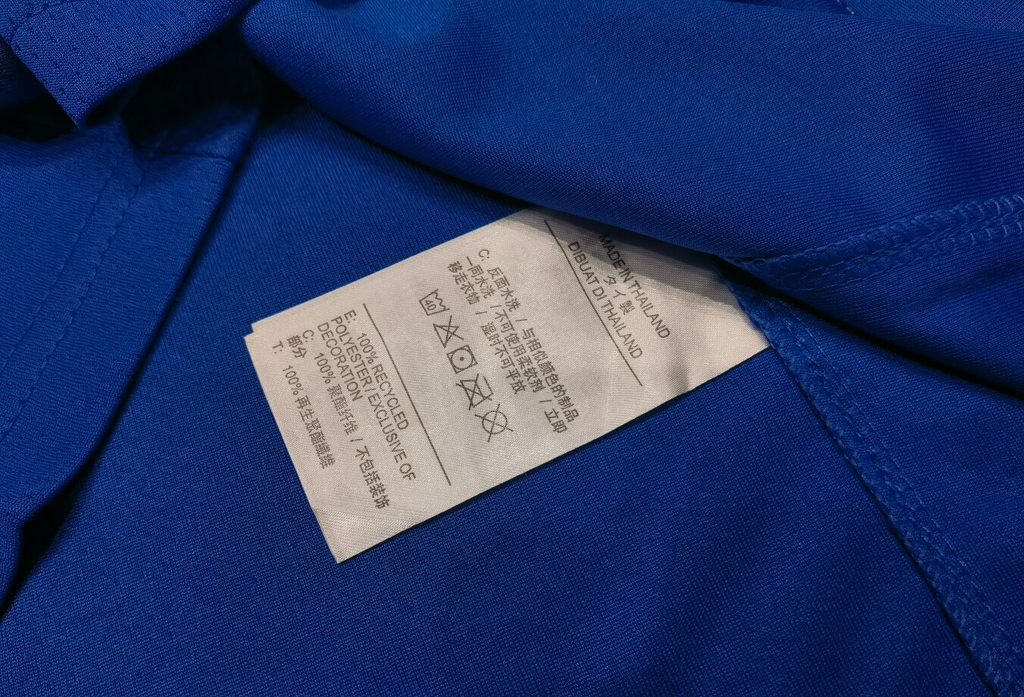 MADE IN THAILAND
タイ製
DIBUAT DI THAILAND
C: 反面水洗 / 与相似颜色的制品
一同水洗 / 不可使用柔软剂 / 立即
移走衣物 / 湿时不可平放
40
E: 100% RECYCLED
POLYESTER / EXCLUSIVE OF
DECORATION
C: 100% 聚酯纤维 / 不包括装饰
部分
T: 100% 再生聚酯纖維